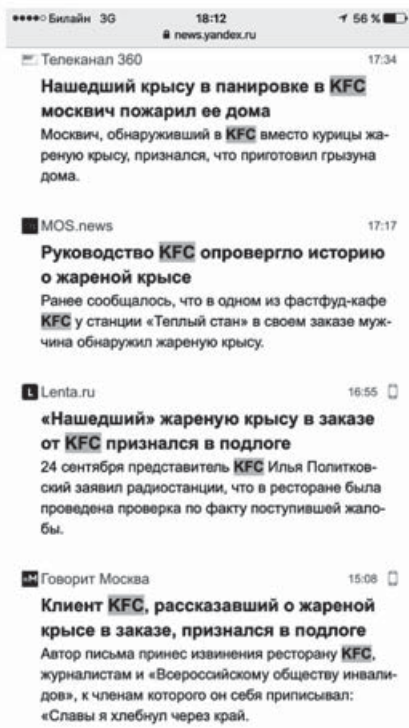 Билайн 3G 18:12 56 %
news.yandex.ru
Телеканал 360 17:34
Нашедший крысу в панировке в KFC
москвич пожарил ее дома
Москвич, обнаруживший в KFC вместо курицы жа-
реную крысу, признался, что приготовил грызуна
дома.
MOS.news 17:17
Руководство KFC опровергло историю
о жареной крысе
Ранее сообщалось, что в одном из фастфуд-кафе
KFC у станции «Теплый стан» в своем заказе муж-
чина обнаружил жареную крысу.
L Lenta.ru 16:55
«Нашедший» жареную крысу в заказе
от KFC признался в подлоге
24 сентября представитель KFC Илья Политков-
ский заявил радиостанции, что в ресторане была
проведена проверка по факту поступившей жало-
бы.
Говорит Москва 15:08
Клиент KFC, рассказавший о жареной
крысе в заказе, признался в подлоге
Автор письма принес извинения ресторану KFC,
журналистам и «Всероссийскому обществу инвали-
дов», к членам которого он себя приписывал:
«Славы я хлебнул через край.